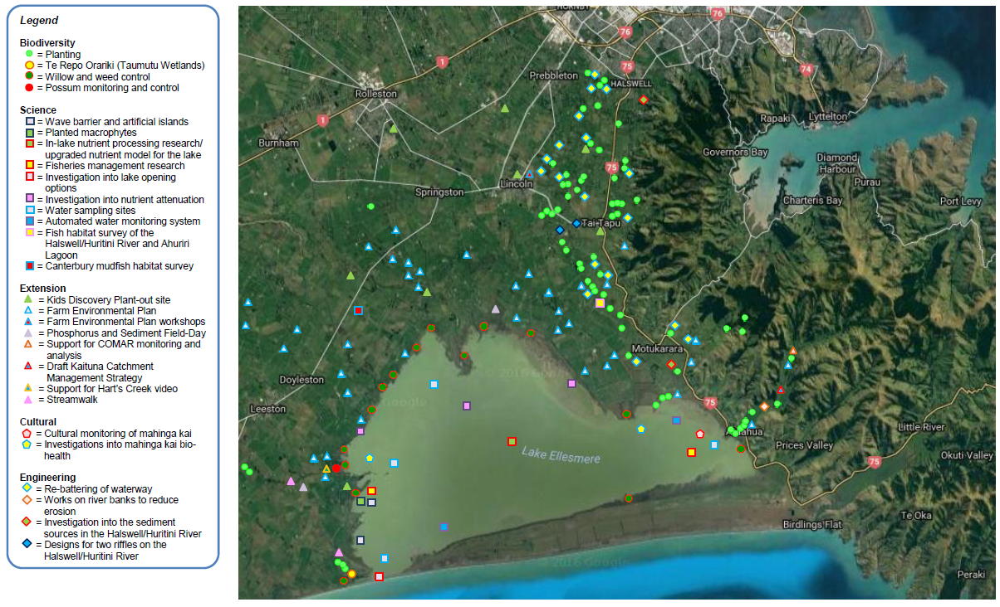 Legend
Biodiversity
= Planting
= Te Repo Orariki (Taumutu Wetlands)
= Willow and weed control
= Possum monitoring and control
Science
= Wave barrier and artificial islands
= Planted macrophytes
= In-lake nutrient processing research/
upgraded nutrient model for the lake
= Fisheries management research
= Investigation into lake opening
options
= Investigation into nutrient attenuation
= Water sampling sites
= Automated water monitoring system
= Fish habitat survey of the
Halswell/Huritini River and Ahuriri
Lagoon
= Canterbury mudfish habitat survey
Extension
= Kids Discovery Plant-out site
= Farm Environmental Plan
= Farm Environmental Plan workshops
= Phosphorus and Sediment Field-Day
= Support for COMAR monitoring and
analysis
= Draft Kaituna Catchment
Management Strategy
= Support for Hart's Creek video
= Streamwalk
Cultural
= Cultural monitoring of mahinga kai
= Investigations into mahinga kai bio-
health
Engineering
= Re-battering of waterway
= Works on river banks to reduce
erosion
= Investigation into the sediment
sources in the Halswell/Huritini River
= Designs for two riffles on the
Halswell/Huritini River
HORNBY
76
76
1
75
74
Prebbleton
HALSWELL
Rolleston
1
Rapaki
Lyttelton
Burnham
Governors Bay
Diamond
Harbour
75
Purau
Lincoln
Springston
Charteris Bay
Port Levy
Tai Tapu
Motukarara
Doyleston
Google
75
Leeston
Little River
Prices Valley
Lake Ellesmere
75
Okuti Valley
Te Oka
Birdlings Flat
2016 Google
Peraki